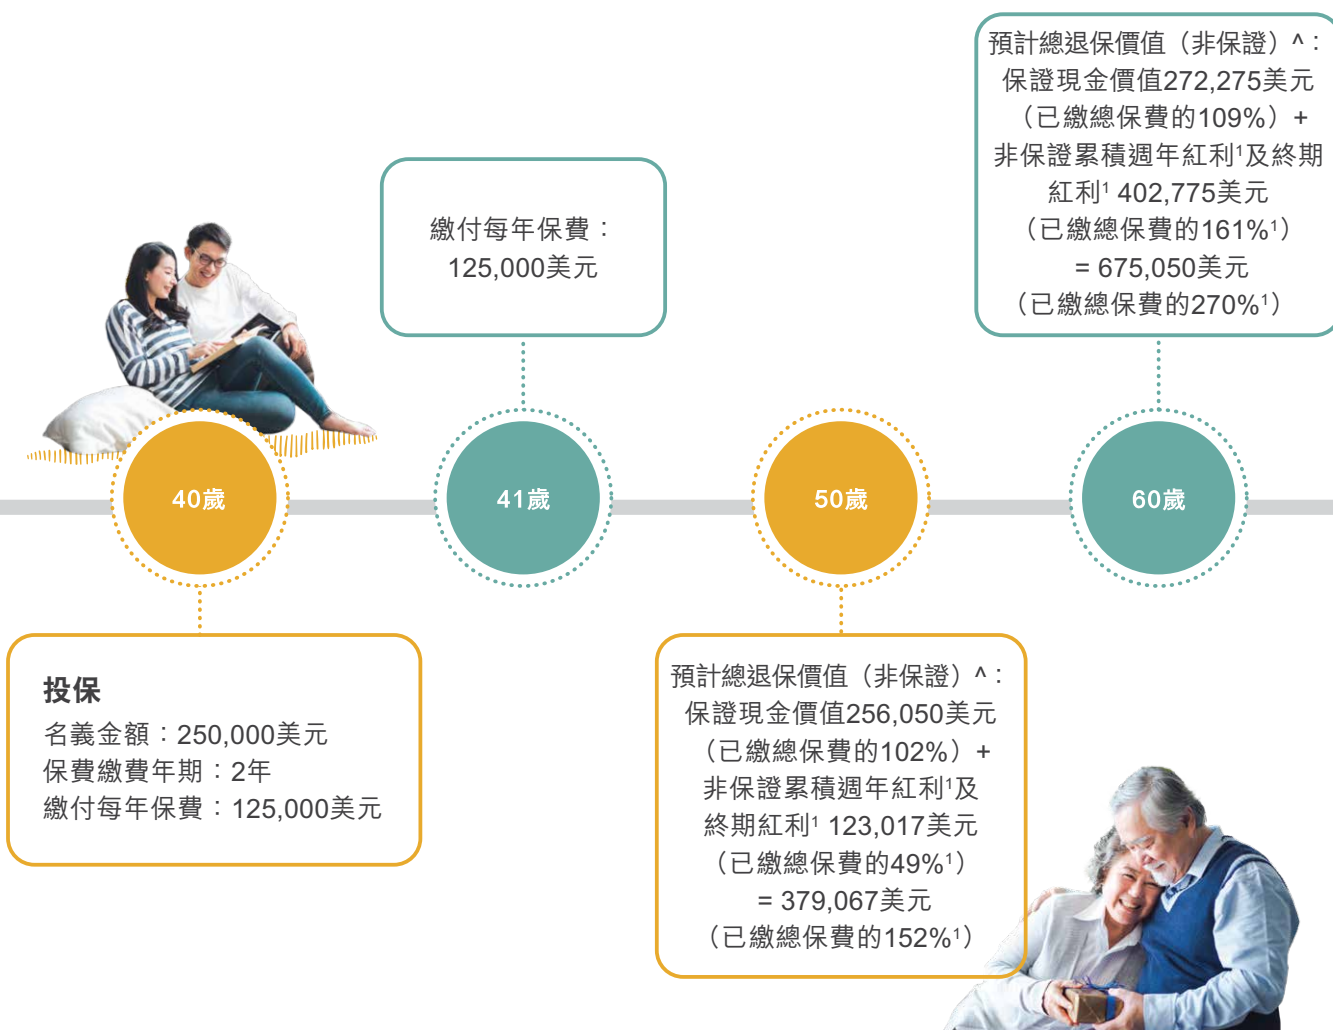 預計總退保價值（非保證）^：
保證現金價值272,275美元
（已繳總保費的109%）+
非保證累積週年紅利¹及終期
紅利¹ 402,775美元
（已繳總保費的161%¹）
= 675,050美元
（已繳總保費的270%¹）
繳付每年保費：
125,000美元
40歲
41歲
50歲
60歲
投保
名義金額：250,000美元
保費繳費年期：2年
繳付每年保費：125,000美元
預計總退保價值（非保證）^：
保證現金價值256,050美元
（已繳總保費的102%）+
非保證累積週年紅利¹及
終期紅利¹ 123,017美元
（已繳總保費的49%¹）
= 379,067美元
（已繳總保費的152%¹）